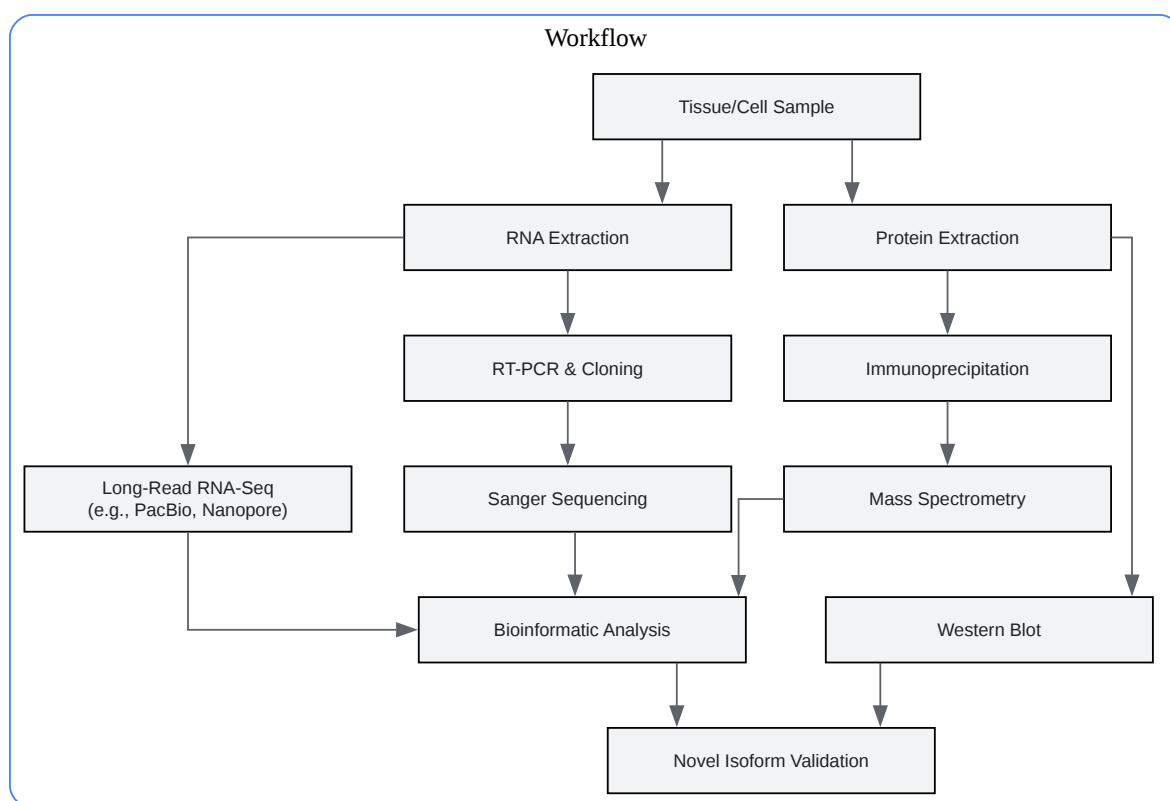 Workflow
Tissue/Cell Sample
RNA Extraction
Protein Extraction
RT-PCR & Cloning
Immunoprecipitation
Long-Read RNA-Seq
(e.g., PacBio, Nanopore)
Sanger Sequencing
Mass Spectrometry
Bioinformatic Analysis
Western Blot
Novel Isoform Validation